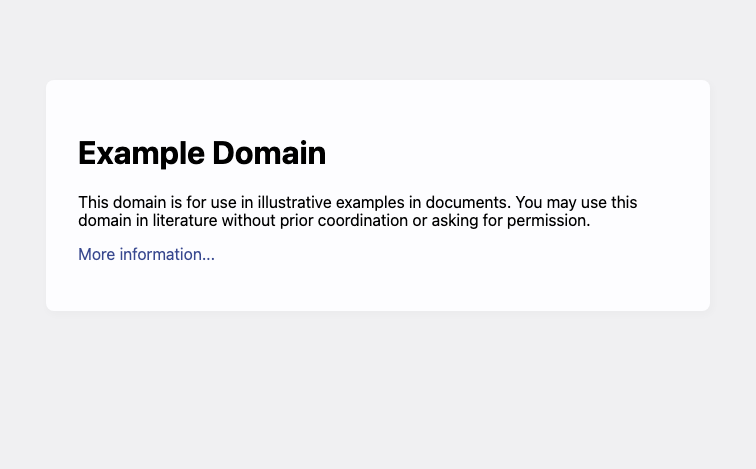 Example Domain
This domain is for use in illustrative examples in documents. You may use this
domain in literature without prior coordination or asking for permission.
More information...